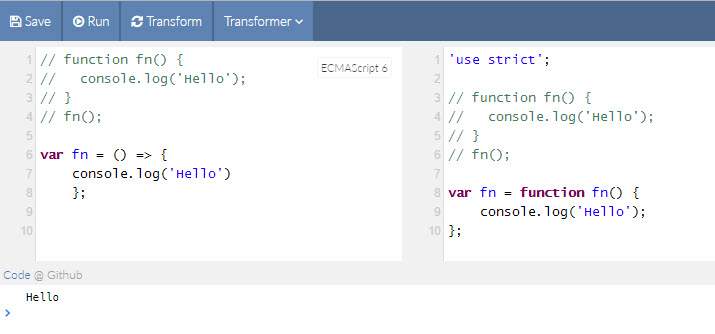 Save Run Transform Transformer
1 // function fn() {
2 //   console.log('Hello');
3 // }
4 // fn();
5
6 var fn = () => {
7     console.log('Hello')
8     };
9
10
ECMAScript 6
1 'use strict';
2
3 // function fn() {
4 //   console.log('Hello');
5 // }
6 // fn();
7
8 var fn = function fn() {
9     console.log('Hello');
10 };
Code @ Github
Hello
>